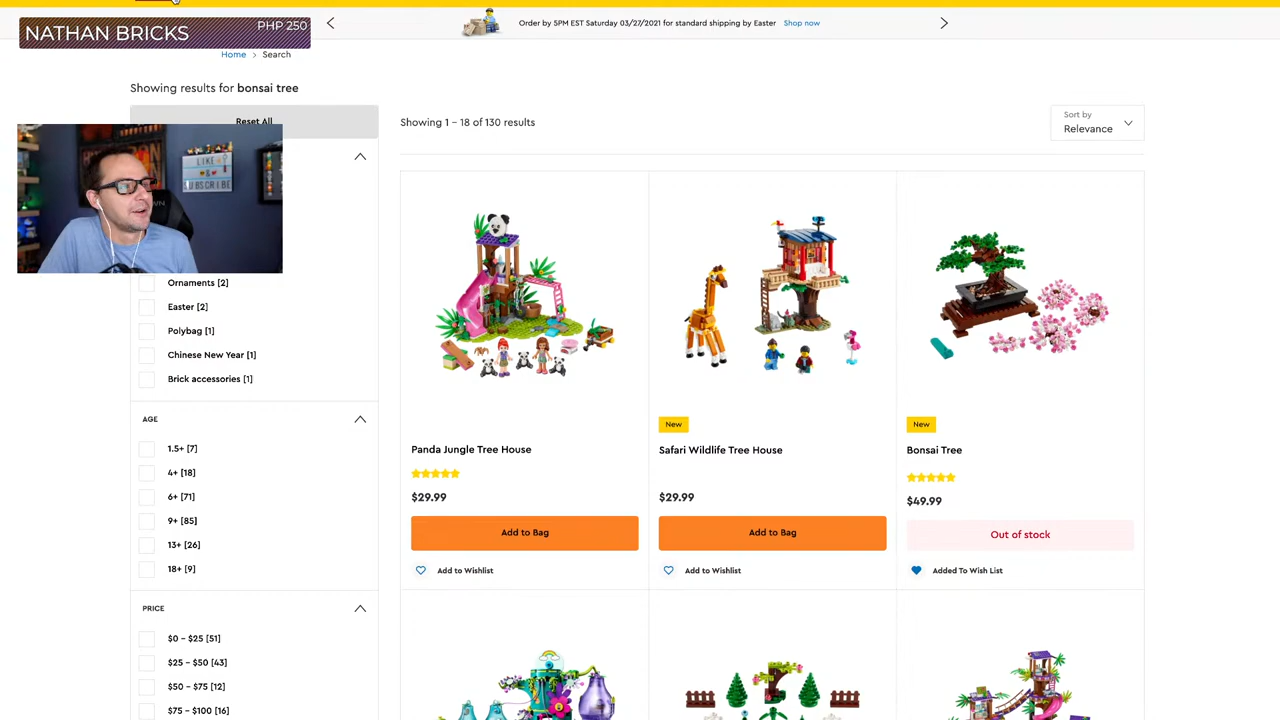 NATHAN BRICKS
PHP 250
Order by 5PM EST Saturday 03/27/2021 for standard shipping by Easter Shop now
Home > Search
Showing results for bonsai tree
Reset All
Showing 1 - 18 of 130 results
Sort by
Relevance
LIKE
&
SUBSCRIBE
Ornaments [2]
Easter [2]
Polybag [1]
Chinese New Year [1]
Brick accessories [1]
AGE
1.5+ [7]
4+ [18]
6+ [71]
9+ [85]
13+ [26]
18+ [9]
PRICE
$0 - $25 [51]
$25 - $50 [43]
$50 - $75 [12]
$75 - $100 [16]
Panda Jungle Tree House
$29.99
Add to Bag
Add to Wishlist
New
Safari Wildlife Tree House
$29.99
Add to Bag
Add to Wishlist
New
Bonsai Tree
$49.99
Out of stock
Added To Wish List